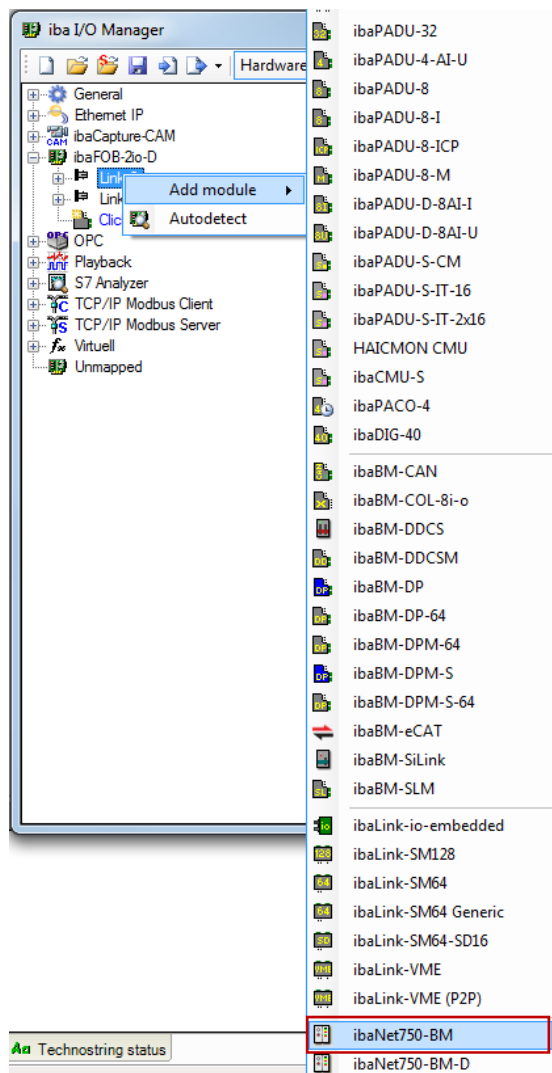 iba I/O Manager
Hardware
General
Ethernet IP
ibaCapture-CAM
ibaFOB-2io-D
Link
Link
Clic
OPC
Playback
S7 Analyzer
TCP/IP Modbus Client
TCP/IP Modbus Server
Virtuell
Unmapped
Add module
Autodetect
ibaPADU-32
ibaPADU-4-AI-U
ibaPADU-8
ibaPADU-8-I
ibaPADU-8-ICP
ibaPADU-8-M
ibaPADU-D-8AI-I
ibaPADU-D-8AI-U
ibaPADU-S-CM
ibaPADU-S-IT-16
ibaPADU-S-IT-2x16
HAICMON CMU
ibaCMU-S
ibaPACO-4
ibaDIG-40
ibaBM-CAN
ibaBM-COL-8i-o
ibaBM-DDCS
ibaBM-DDCSM
ibaBM-DP
ibaBM-DP-64
ibaBM-DPM-64
ibaBM-DPM-S
ibaBM-DPM-S-64
ibaBM-eCAT
ibaBM-SiLink
ibaBM-SLM
ibaLink-io-embedded
ibaLink-SM128
ibaLink-SM64
ibaLink-SM64 Generic
ibaLink-SM64-SD16
ibaLink-VME
ibaLink-VME (P2P)
ibaNet750-BM
ibaNet750-BM-D
Technostring status